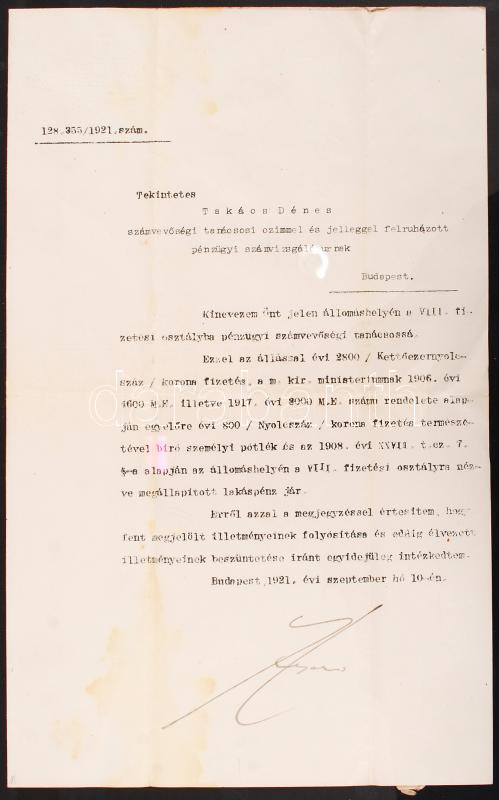 128.355/1921.szám.
Tekintetes
Takács Dénes
számvevőségi tanácsosi czimmel és jelleggel felruházott
pénzügyi számvizsgáló urnak
Budapest.
Kinevezem Önt jelen állomáshelyén a VIII. fi-
zetési osztályba pénzügyi számvevőségi tanácsossá.
Ezzel az állással évi 2800 / Kettőezernyolc-
száz / korona fizetés, a m. kir. ministeriumnak 1906. évi
1600 M.E. illetve 1917. évi 3000 M.E. számu rendelete alap-
ján egyelőre évi 800 / Nyolcszáz / korona fizetés természe-
tével biró személyi pótlék és az 1908. évi XXVII. t.cz. 7.
§-a alapján az állomáshelyén a VIII. fizetési osztályra néz-
ve megállapitott lakáspénz jár.
Erről azzal a megjegyzéssel értesitem, hogy
fent megjelölt illetményeinek folyósitása és eddig élvezett
illetményeinek beszüntetése iránt egyidejüleg intézkedtem.
Budapest,1921. évi szeptember hó 10-én.
darabanth